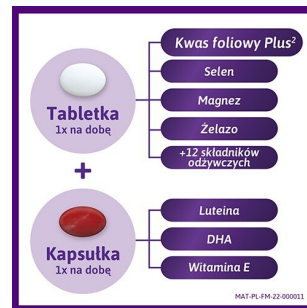 Kwas foliowy Plus²
Selen
Magnez
Żelazo
+12 składników
odżywczych
Tabletka
1x na dobę
+
Kapsułka
1x na dobę
Luteina
DHA
Witamina E
MAT-PL-FM-22-000011